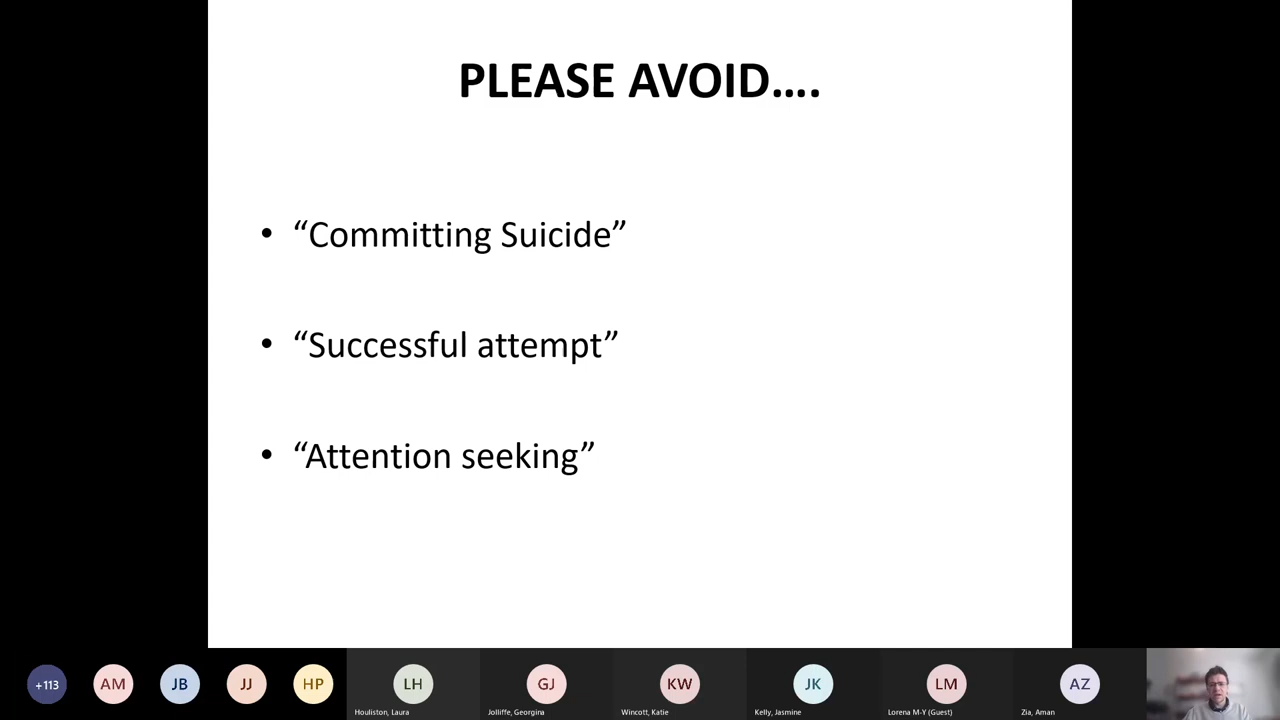 PLEASE AVOID....
• “Committing Suicide”
• “Successful attempt”
• “Attention seeking”
+113
AM
JB
JJ
HP
LH
GJ
KW
JK
LM
AZ
Houliston, Laura
Jolliffe, Georgina
Wincott, Katie
Kelly, Jasmine
Lorena M-Y (Guest)
Zia, Aman